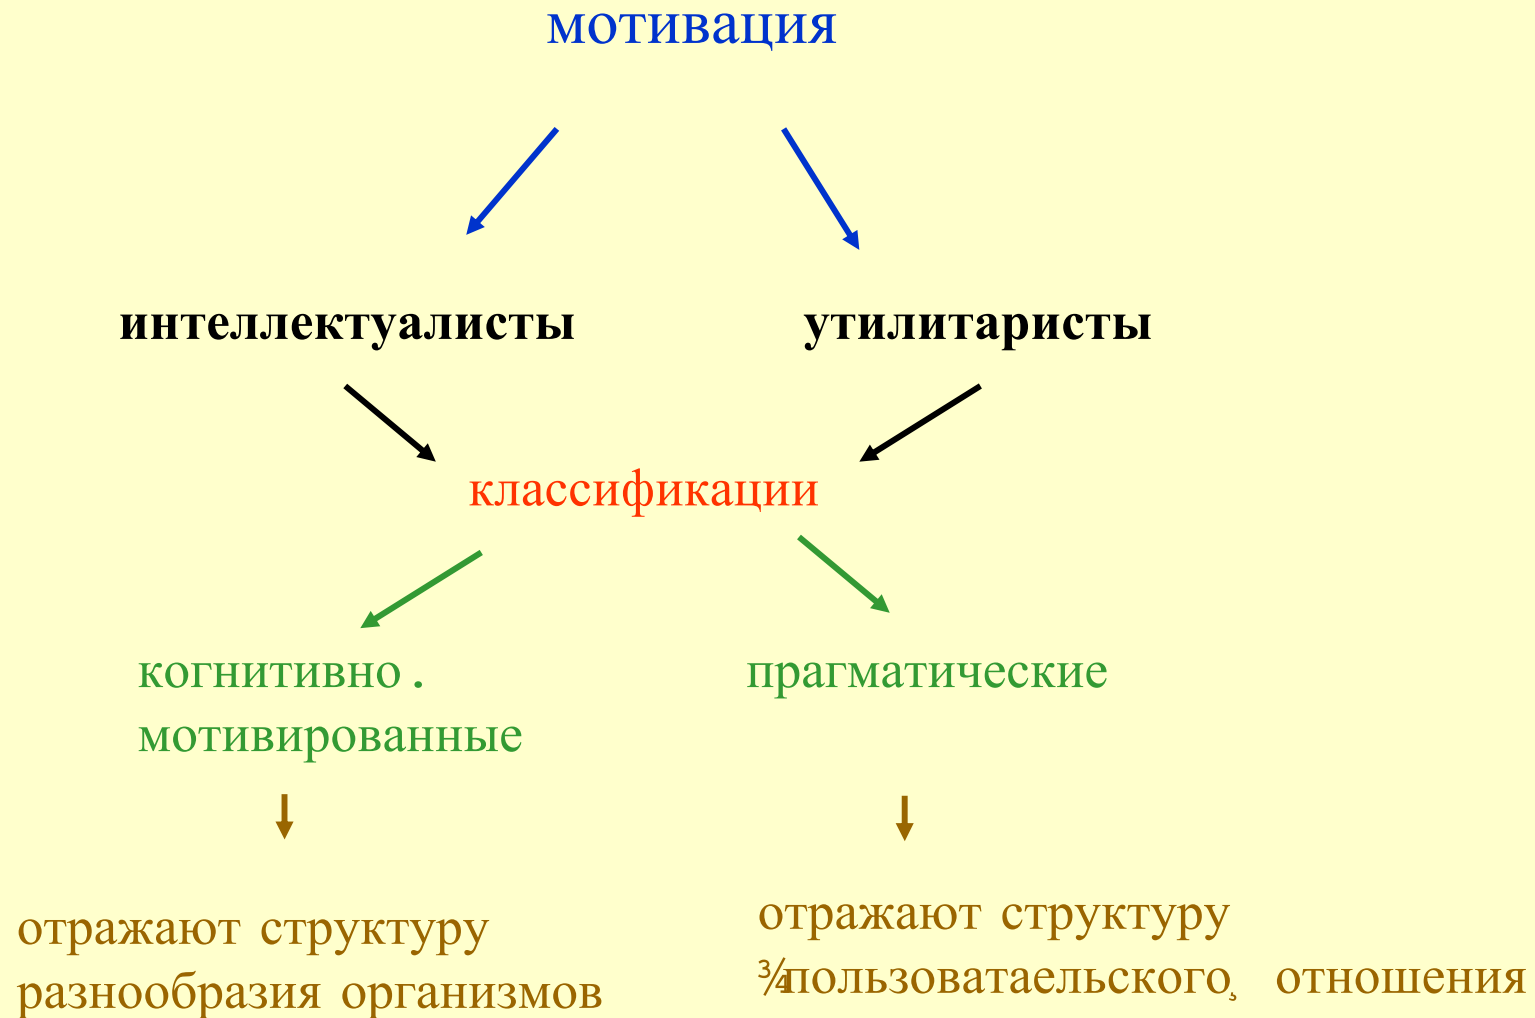 мотивация
интеллектуалисты утилитаристы
классификации
когнитивно . прагматические
мотивированные
отражают структуру
разнообразия организмов
отражают структуру
¾пользоватаельского¸ отношения